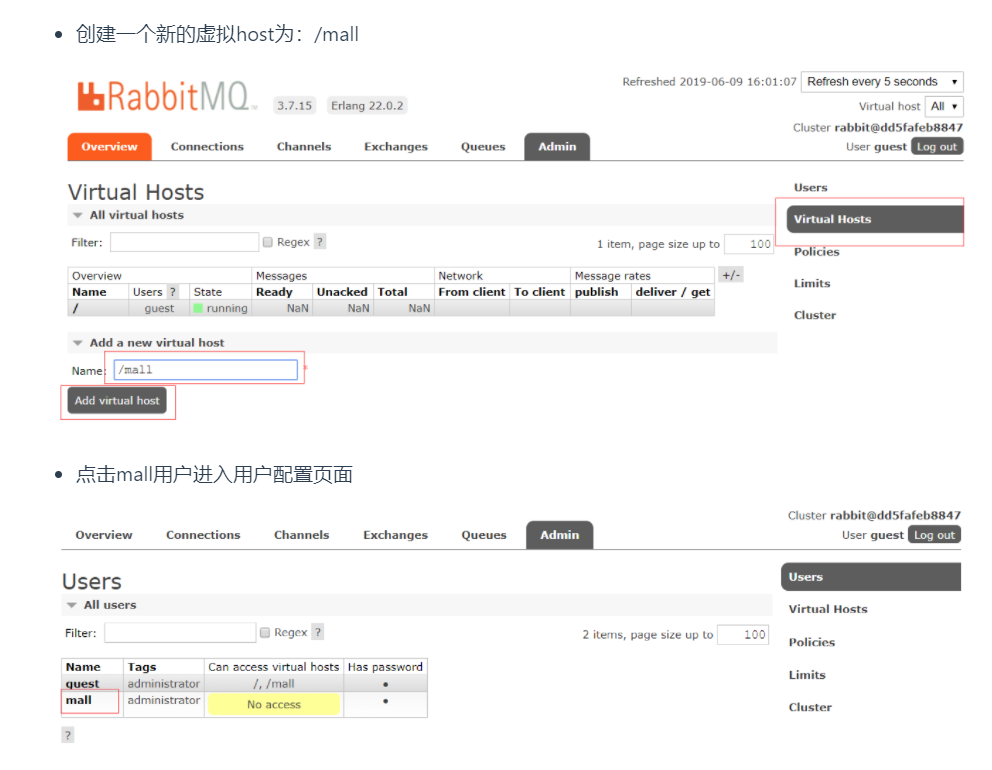 创建一个新的虚拟host为：/mall
RabbitMQ 3.7.15 Erlang 22.0.2
Refreshed 2019-06-09 16:01:07 Refresh every 5 seconds
Virtual host All
Cluster rabbit@dd5fafeb8847
User guest Log out
Overview Connections Channels Exchanges Queues Admin
Virtual Hosts
All virtual hosts
Filter: Regex ?
1 item, page size up to 100
Overview Messages Network Message rates +/-
Name Users ? State Ready Unacked Total From client To client publish deliver / get
/ guest running NaN NaN NaN
Add a new virtual host
Name: /mall *
Add virtual host
Users
Virtual Hosts
Policies
Limits
Cluster
点击mall用户进入用户配置页面
Cluster rabbit@dd5fafeb8847
User guest Log out
Overview Connections Channels Exchanges Queues Admin
Users
All users
Filter: Regex ?
2 items, page size up to 100
Name Tags Can access virtual hosts Has password
guest administrator /, /mall •
mall administrator No access •
?
Users
Virtual Hosts
Policies
Limits
Cluster